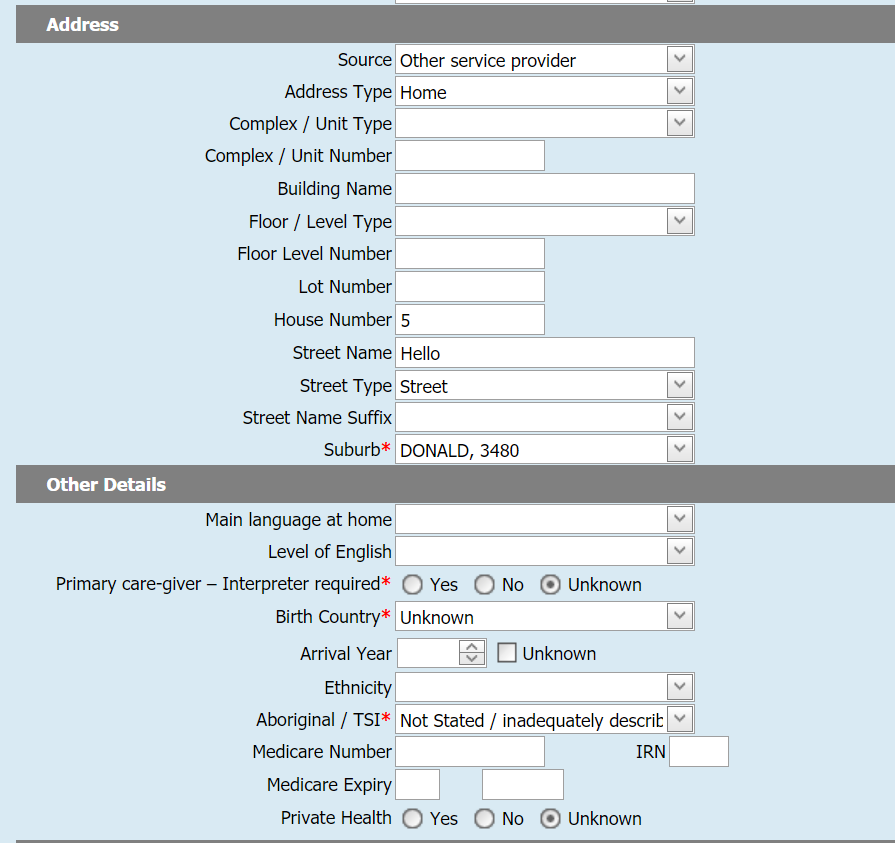 Address
Source Other service provider
Address Type Home
Complex / Unit Type
Complex / Unit Number
Building Name
Floor / Level Type
Floor Level Number
Lot Number
House Number 5
Street Name Hello
Street Type Street
Street Name Suffix
Suburb* DONALD, 3480
Other Details
Main language at home
Level of English
Primary care-giver – Interpreter required* Yes No Unknown
Birth Country* Unknown
Arrival Year Unknown
Ethnicity
Aboriginal / TSI* Not Stated / inadequately describ
Medicare Number IRN
Medicare Expiry
Private Health Yes No Unknown